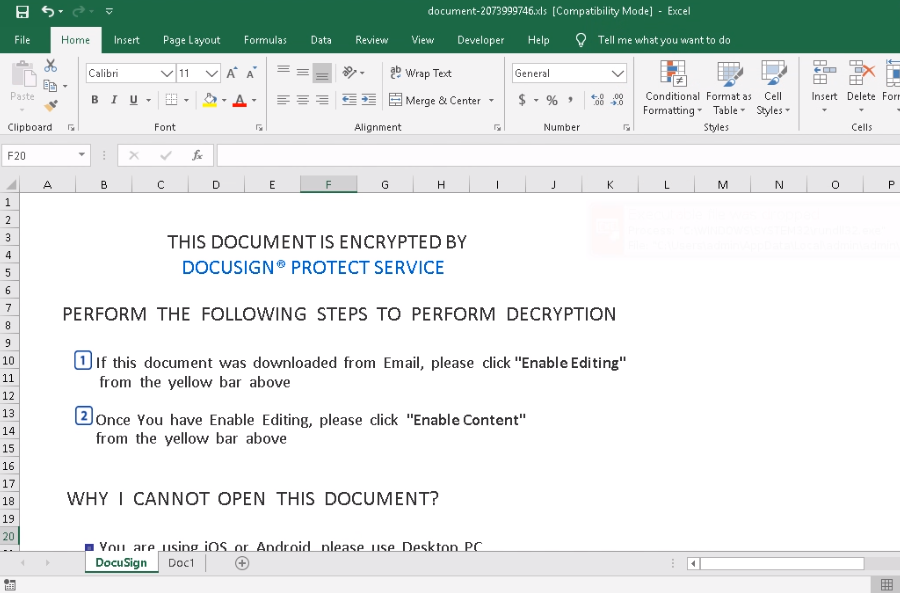 document-2073999746.xls [Compatibility Mode] - Excel
File Home Insert Page Layout Formulas Data Review View Developer Help Tell me what you want to do
Calibri 11 Wrap Text General
Paste B I U Merge & Center $ % , Conditional Formatting Format as Table Cell Styles Insert Delete
Clipboard Font Alignment Number Styles Cells
F20 fx
A B C D E F G H I J K L M N O P
1
2
3
4
5
6
7
8
9
10
11
12
13
14
15
16
17
18
19
20
THIS DOCUMENT IS ENCRYPTED BY
DOCUSIGN® PROTECT SERVICE
PERFORM THE FOLLOWING STEPS TO PERFORM DECRYPTION
1 If this document was downloaded from Email, please click "Enable Editing"
from the yellow bar above
2 Once You have Enable Editing, please click "Enable Content"
from the yellow bar above
WHY I CANNOT OPEN THIS DOCUMENT?
You are using iOS or Android, please use Desktop PC
DocuSign Doc1